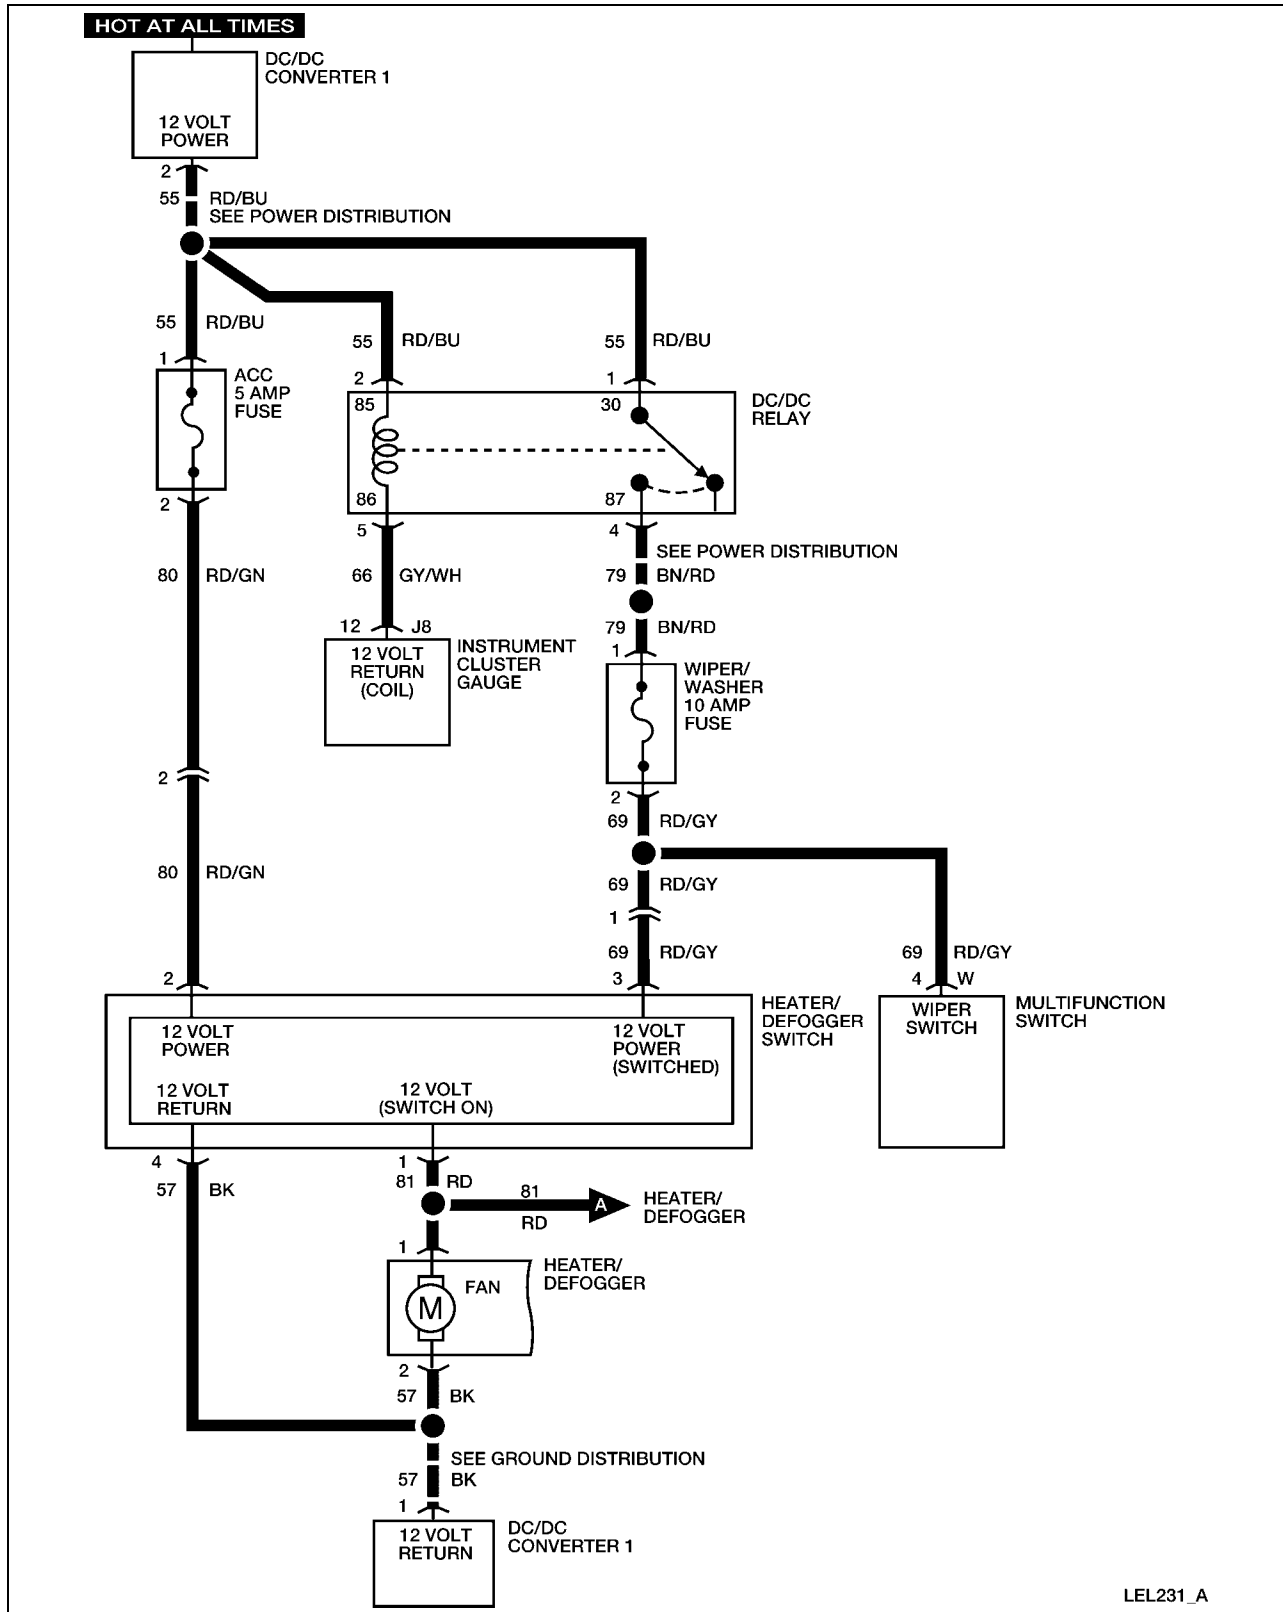 HOT AT ALL TIMES
DC/DC
CONVERTER 1
12 VOLT
POWER
2
55 RD/BU
SEE POWER DISTRIBUTION
55 RD/BU
55 RD/BU
55 RD/BU
1
ACC
5 AMP
FUSE
2
2
85
1
30
DC/DC
RELAY
86
87
5
4
SEE POWER DISTRIBUTION
80 RD/GN
66 GY/WH
79 BN/RD
12 J8
79 BN/RD
12 VOLT
RETURN
(COIL)
INSTRUMENT
CLUSTER
GAUGE
1
WIPER/
WASHER
10 AMP
FUSE
2
2
69 RD/GY
80 RD/GN
69 RD/GY
1
69 RD/GY
69 RD/GY
2
3
4 W
12 VOLT
POWER
12 VOLT
POWER
(SWITCHED)
HEATER/
DEFOGGER
SWITCH
WIPER
SWITCH
MULTIFUNCTION
SWITCH
12 VOLT
RETURN
12 VOLT
(SWITCH ON)
4
57 BK
1
81 RD
81
RD
A
HEATER/
DEFOGGER
1
FAN
M
HEATER/
DEFOGGER
2
57 BK
SEE GROUND DISTRIBUTION
57 BK
1
12 VOLT
RETURN
DC/DC
CONVERTER 1
LEL231_A